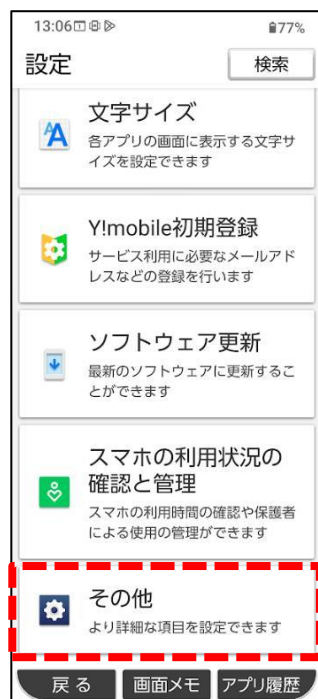 13:06 77%
設定
検索
文字サイズ
各アプリの画面に表示する文字サ
イズを設定できます
Y!mobile初期登録
サービス利用に必要なメールアド
レスなどの登録を行います
ソフトウェア更新
最新のソフトウェアに更新するこ
とができます
スマホの利用状況の
確認と管理
スマホの利用時間の確認や保護者
による使用の管理ができます
その他
より詳細な項目を設定できます
戻る 画面メモ アプリ履歴